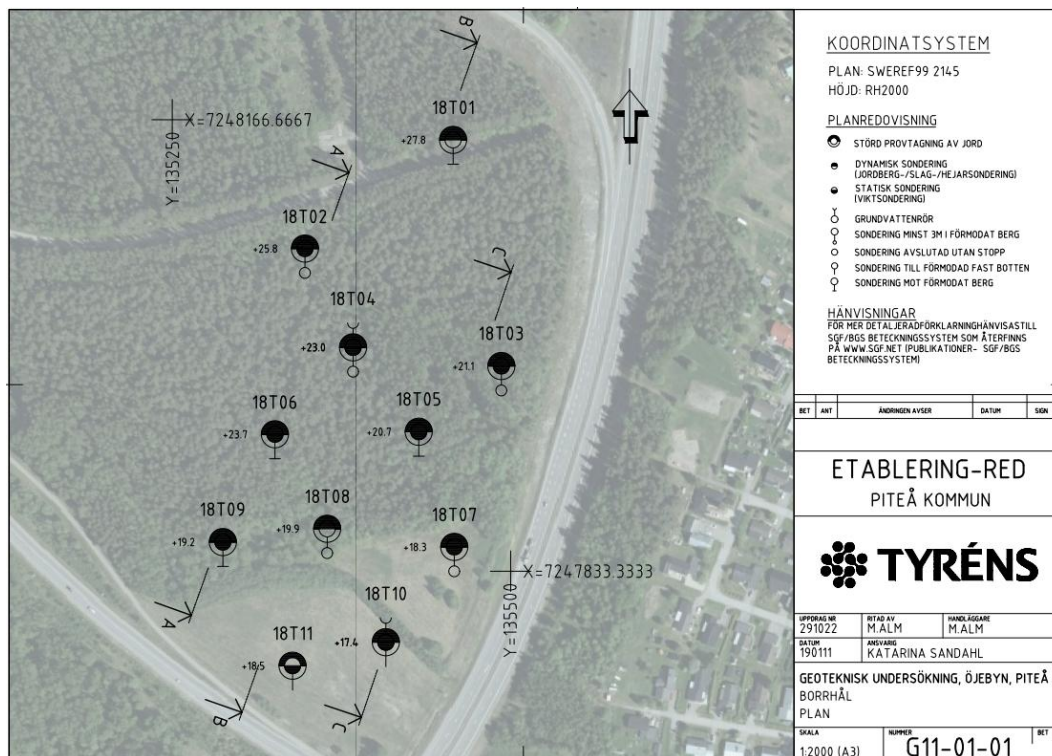 B
18T01
+27.8
X=7248166.6667
Y=135250
A
18T02
+25.8
C
18T04
+23.0
18T03
+21.1
18T06
+23.7
18T05
+20.7
18T09
+19.2
18T08
+19.9
18T07
+18.3
X=7247833.3333
Y=135500
18T10
+17.4
A
18T11
+18.5
B
C
KOORDINATSYSTEM
PLAN: SWEREF99 2145
HÖJD: RH2000
PLANREDOVISNING
STÖRD PROVTAGNING AV JORD
DYNAMISK SONDERING
(JORDBERG-/SLAG-/HEJARSONDERING)
STATISK SONDERING
(VIKTSONDERING)
GRUNDVATTENRÖR
SONDERING MINST 3M I FÖRMODAT BERG
SONDERING AVSLUTAD UTAN STOPP
SONDERING TILL FÖRMODAD FAST BOTTEN
SONDERING MOT FÖRMODAT BERG
HÄNVISNINGAR
FÖR MER DETALJERADFÖRKLARNINGHÄNVISASTILL
SGF/BGS BETECKNINGSSYSTEM SOM ÅTERFINNS
PÅ WWW.SGF.NET (PUBLIKATIONER- SGF/BGS
BETECKNINGSSYSTEM)
BET ANT ÄNDRINGEN AVSER DATUM SIGN
ETABLERING-RED
PITEÅ KOMMUN
TYRÉNS
UPPDRAG NR RITAD AV HANDLÄGGARE
291022 M.ALM M.ALM
DATUM ANSVARIG
190111 KATARINA SANDAHL
GEOTEKNISK UNDERSÖKNING, ÖJEBYN, PITEÅ
BORRHÅL
PLAN
SKALA NUMMER BET
1:2000 (A3) G11-01-01